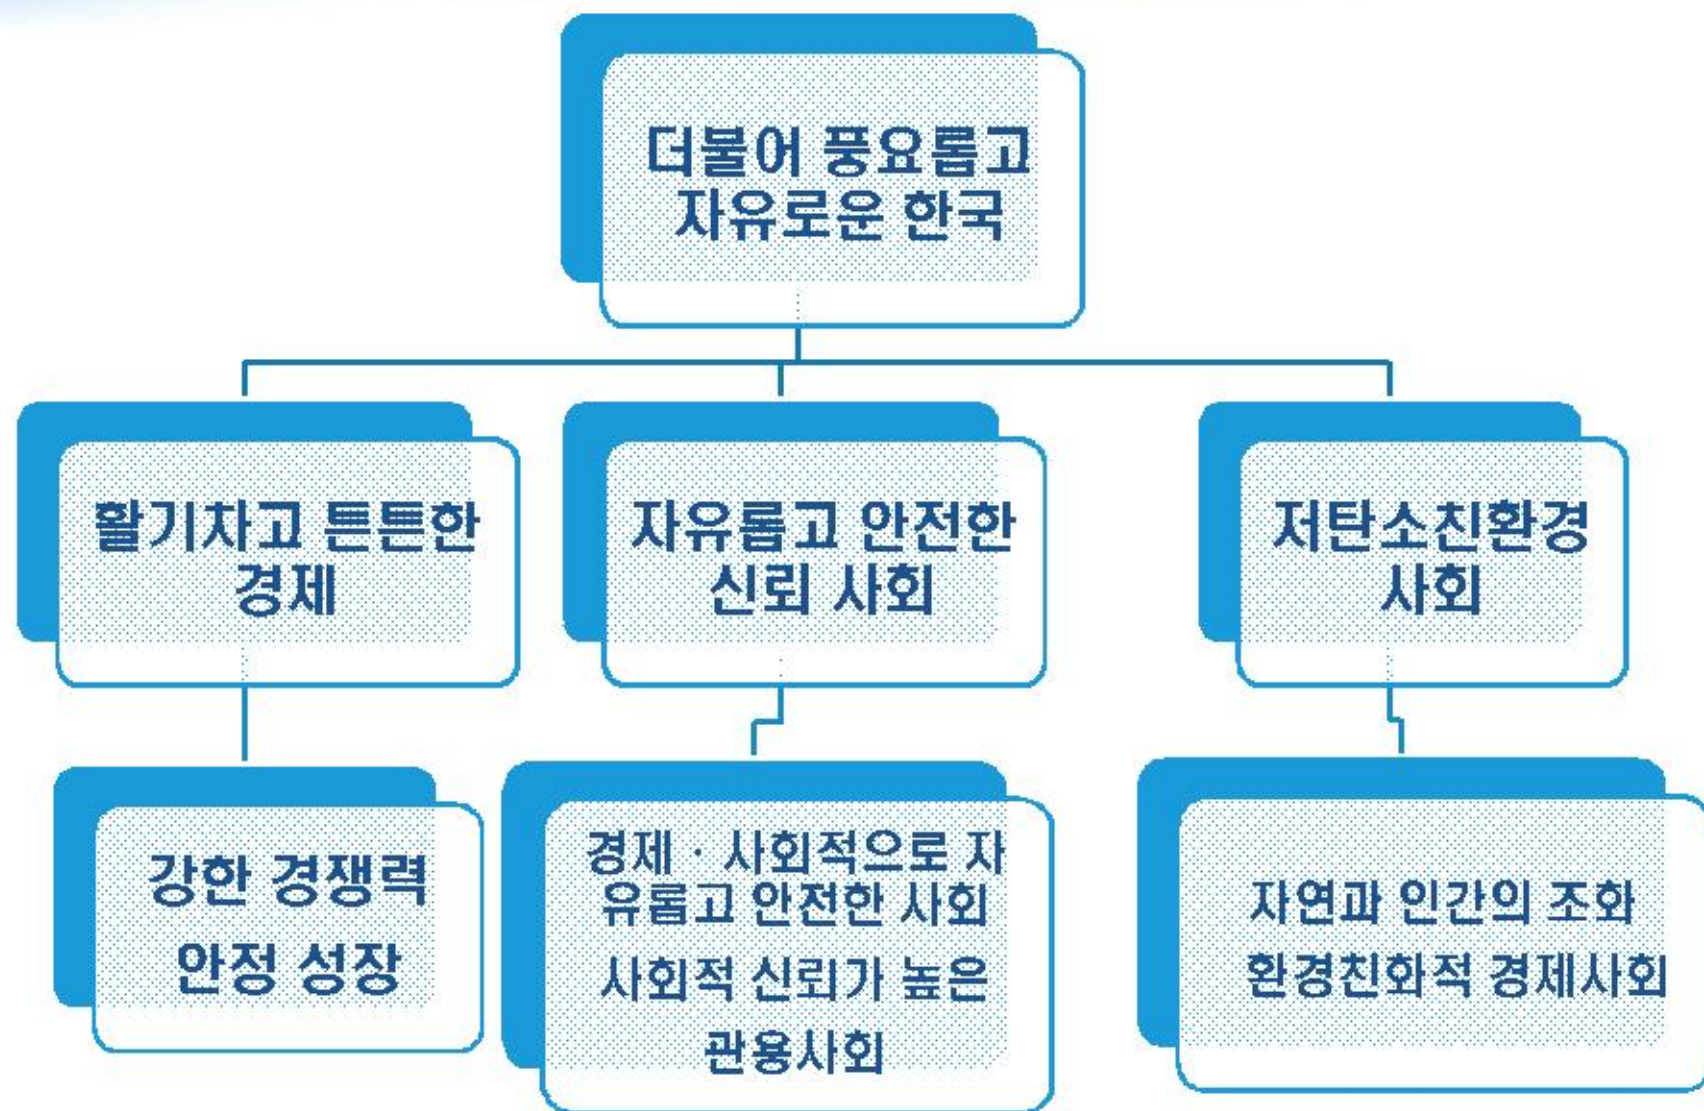 더불어 풍요롭고
자유로운 한국
활기차고 튼튼한
경제
자유롭고 안전한
신뢰 사회
저탄소친환경
사회
강한 경쟁력
안정 성장
경제 · 사회적으로 자
유롭고 안전한 사회
사회적 신뢰가 높은
관용사회
자연과 인간의 조화
환경친화적 경제사회